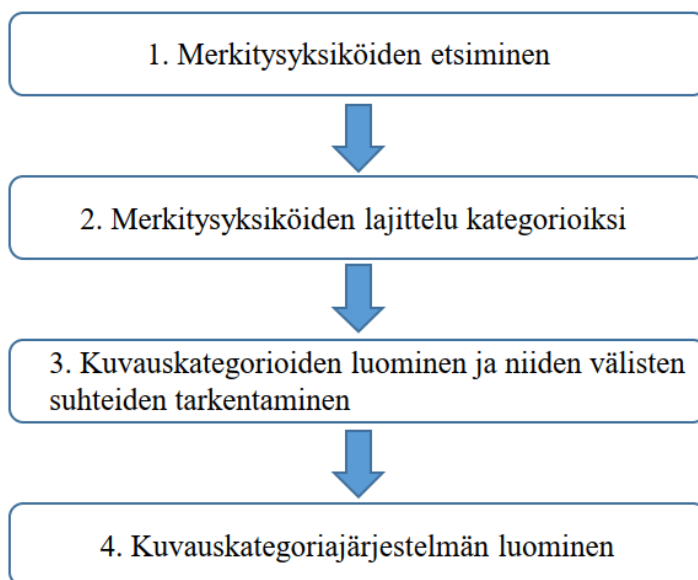 1. Merkitysyksiköiden etsiminen
2. Merkitysyksiköiden lajittelu kategorioiksi
3. Kuvauskategorioiden luominen ja niiden välisten
suhteiden tarkentaminen
4. Kuvauskategoriajärjestelmän luominen